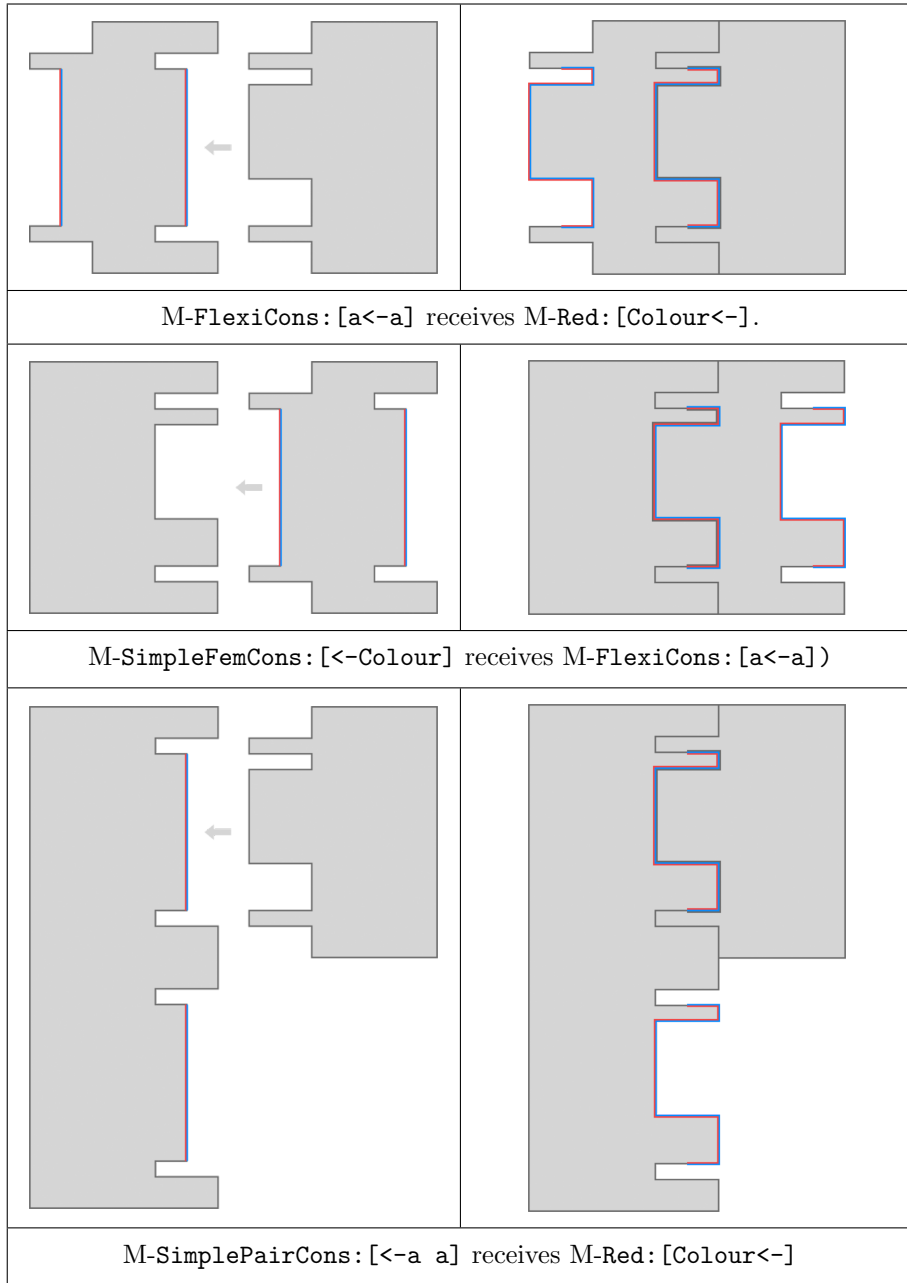 M-FlexiCons:[a<-a] receives M-Red:[Colour<-].
M-SimpleFemCons:[<-Colour] receives M-FlexiCons:[a<-a])
M-SimplePairCons:[<-a a] receives M-Red:[Colour<-]